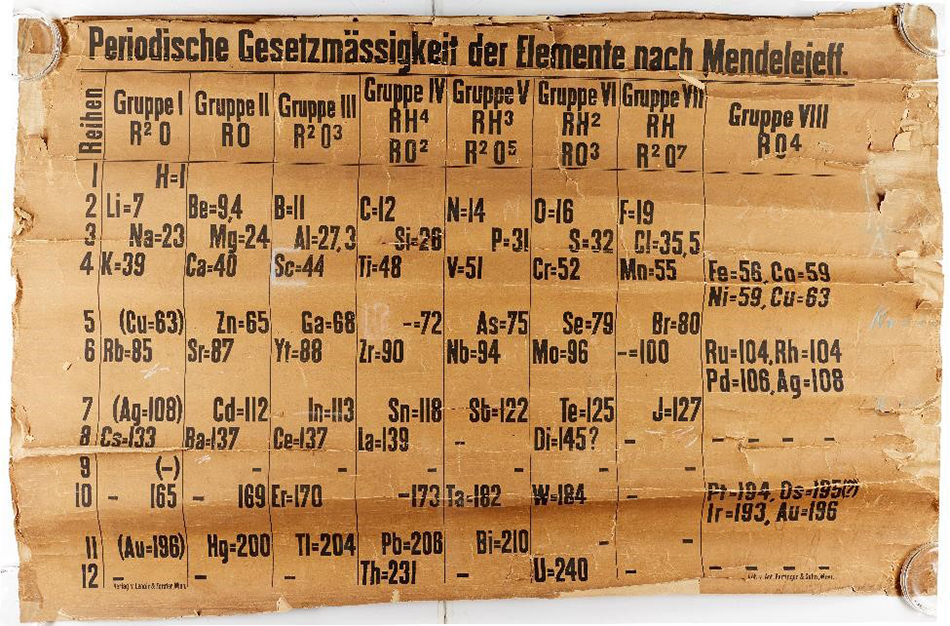 Periodische Gesetzmässigkeit der Elemente nach Mendelejeff.
Reihen Gruppe I Gruppe II Gruppe III Gruppe IV Gruppe V Gruppe VI Gruppe VII Gruppe VIII
RH⁴ RH³ RH² RH
R²O RO R²O³ RO² R²O⁵ RO³ R²O⁷ RO4
1 H=1
2 Li=7 Be=9,4 B=11 C=12 N=14 O=16 F=19
3 Na=23 Mg=24 Al=27,3 Si=28 P=31 S=32 Cl=35,5
4 K=39 Ca=40 Sc=44 Ti=48 V=51 Cr=52 Mn=55 Fe=56, Co=59
Ni=59, Cu=63
5 (Cu=63) Zn=65 Ga=68 -=72 As=75 Se=79 Br=80
6 Rb=85 Sr=87 Yt=88 Zr=90 Nb=94 Mo=96 -=100 Ru=104, Rh=104
Pd=106, Ag=108
7 (Ag=108) Cd=112 In=113 Sn=118 Sb=122 Te=125 J=127
8 Cs=133 Ba=137 Ce=137 La=139 - Di=145? - - - - -
9 (-) - - - - - -
10 - 165 - 169 Er=170 -173 Ta=182 W=184 - Pt=194, Os=195(?)
Ir=193, Au=196
11 (Au=196) Hg=200 Tl=204 Pb=206 Bi=210 - -
12 - - - Th=231 - U=240 - - - - -
Verlag v. Lenoir & Forster Wien.